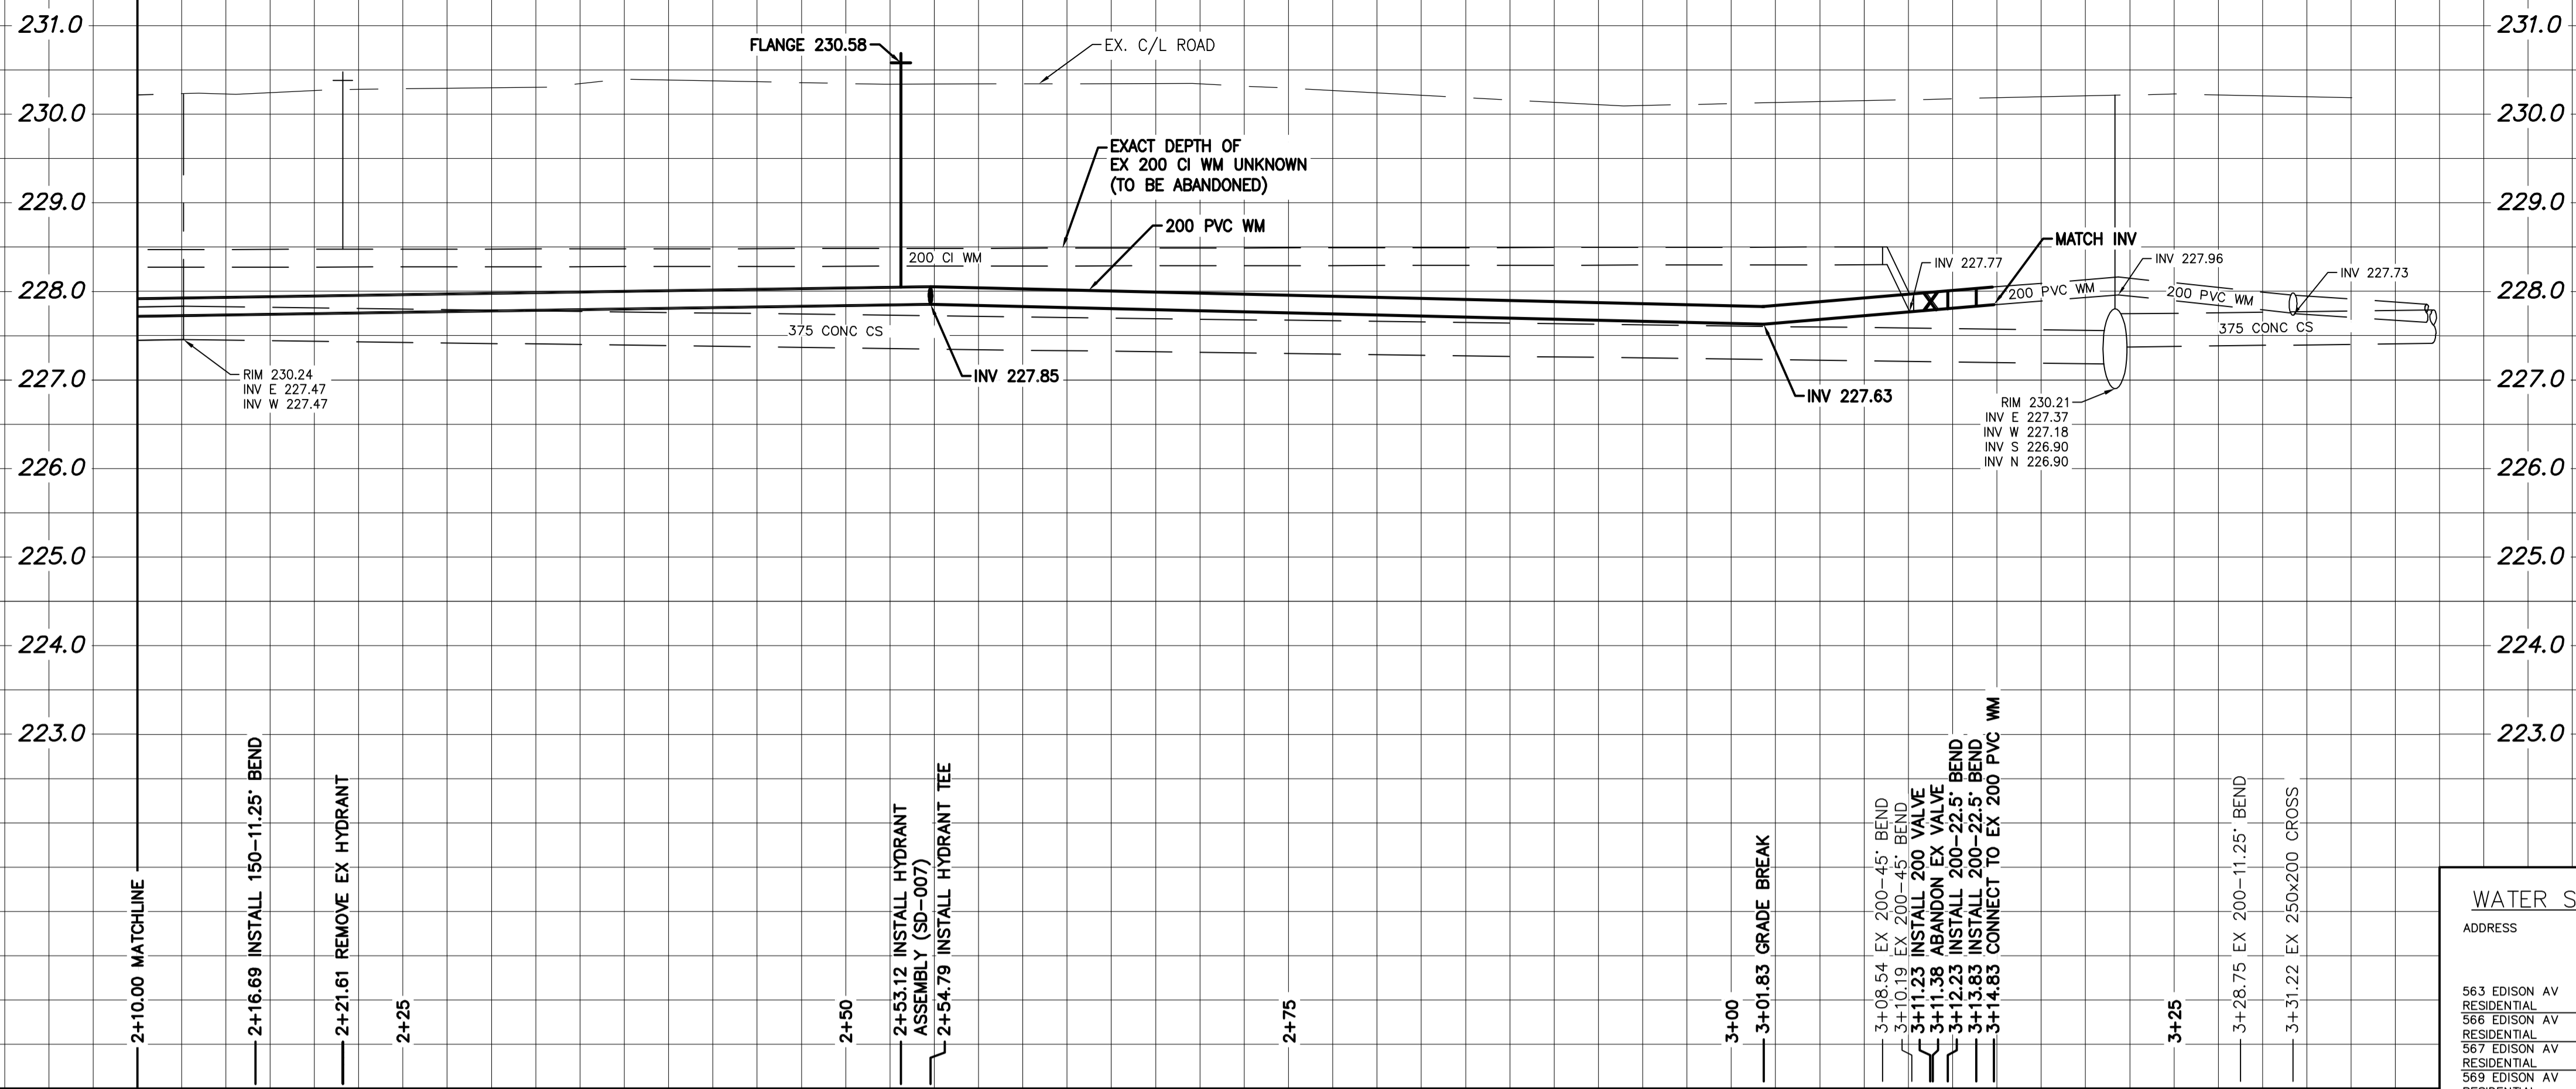 231.0
231.0
FLANGE 230.58
EX. C/L ROAD
230.0
230.0
EXACT DEPTH OF
EX 200 CI WM UNKNOWN
(TO BE ABANDONED)
229.0
229.0
200 PVC WM
MATCH INV
200 CI WM
INV 227.77
INV 227.96
INV 227.73
228.0
228.0
200 PVC WM
200 PVC WM
375 CONC CS
375 CONC CS
RIM 230.24
INV E 227.47
INV W 227.47
INV 227.85
227.0
227.0
INV 227.63
RIM 230.21
INV E 227.37
INV W 227.18
INV S 226.90
INV N 226.90
226.0
226.0
225.0
225.0
224.0
224.0
223.0
223.0
2+10.00 MATCHLINE
2+16.69 INSTALL 150-11.25° BEND
2+21.61 REMOVE EX HYDRANT
2+25
2+50
2+53.12 INSTALL HYDRANT
ASSEMBLY (SD-007)
2+54.79 INSTALL HYDRANT TEE
2+75
3+00
3+01.83 GRADE BREAK
3+08.54 EX 200-45° BEND
3+10.19 EX 200-45° BEND
3+11.23 INSTALL 200 VALVE
3+11.38 ABANDON EX VALVE
3+12.23 INSTALL 200-22.5° BEND
3+13.83 INSTALL 200-22.5° BEND
3+14.83 CONNECT TO EX 200 PVC WM
3+25
3+28.75 EX 200-11.25° BEND
3+31.22 EX 250x200 CROSS
WATER S
ADDRESS
563 EDISON AV
RESIDENTIAL
566 EDISON AV
RESIDENTIAL
567 EDISON AV
RESIDENTIAL
569 EDISON AV